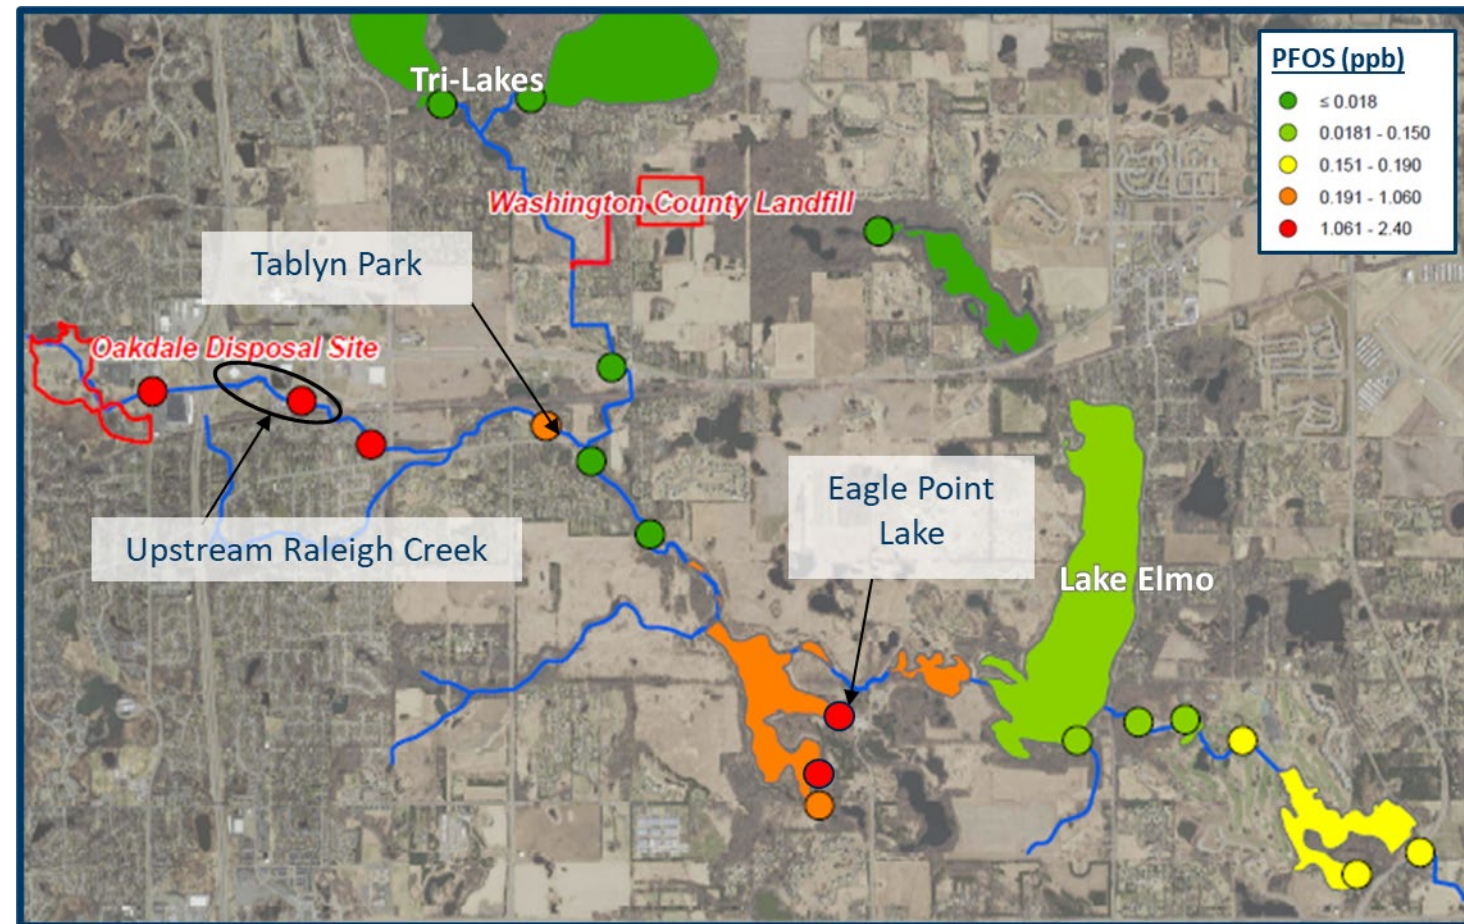 Tri-Lakes
PFOS (ppb)
≤ 0.018
0.0181 - 0.150
0.151 - 0.190
0.191 - 1.060
1.061 - 2.40
Washington County Landfill
Tablyn Park
Oakdale Disposal Site
Eagle Point
Lake
Upstream Raleigh Creek
Lake Elmo